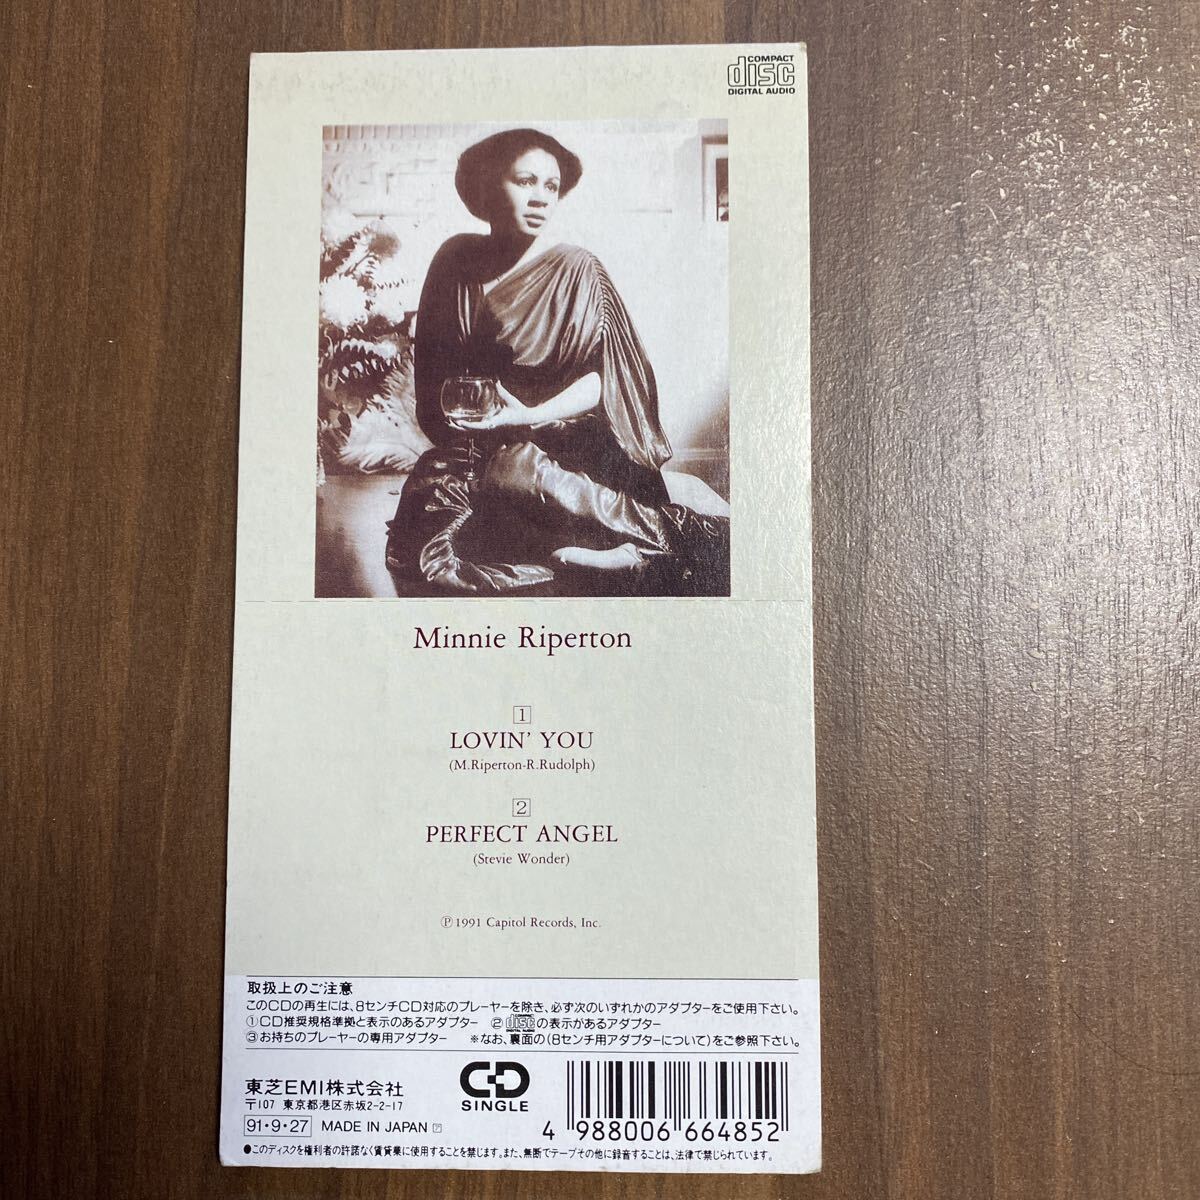 COMPACT
disc
DIGITAL AUDIO
Minnie Riperton
1
LOVIN' YOU
(M.Riperton-R.Rudolph)
2
PERFECT ANGEL
(Stevie Wonder)
Ⓟ 1991 Capitol Records, Inc.
取扱上のご注意
このCDの再生には、8センチCD対応のプレーヤーを除き、必ず次のいずれかのアダプターをご使用下さい。
①CD推奨規格準拠と表示のあるアダプター ②COMPACT disc DIGITAL AUDIOの表示があるアダプター
③お持ちのプレーヤーの専用アダプター ※なお、裏面の(8センチ用アダプターについて)をご参照下さい。
東芝EMI株式会社
〒107 東京都港区赤坂2-2-17
91・9・27 MADE IN JAPAN ㋐
CD
SINGLE
4 988006 664852
●このディスクを権利者の許諾なく賃貸業に使用することを禁じます。また、無断でテープその他に録音することは、法律で禁じられています。